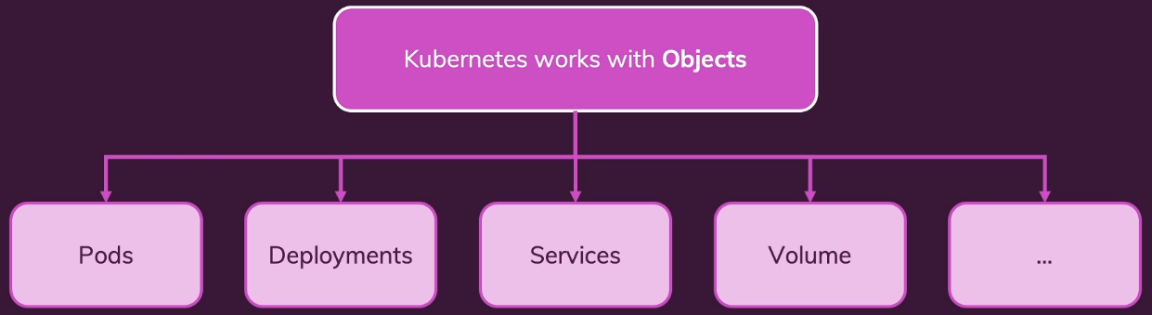 Kubernetes works with Objects
Pods
Deployments
Services
Volume
...